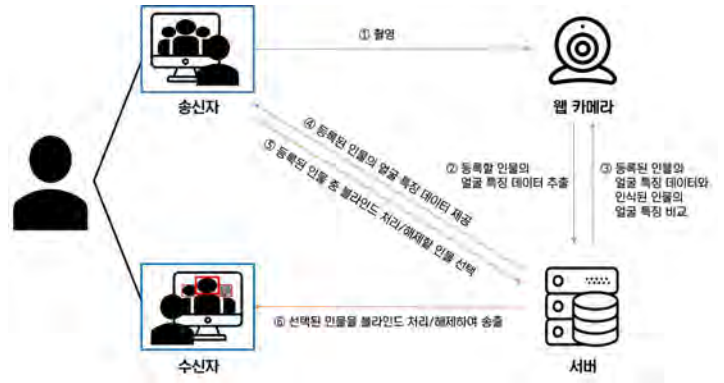 ① 촬영
송신자
웹 카메라
④ 등록된 인물의 얼굴 특징 데이터 제공
⑤ 등록된 인물 중 블라인드 처리/해제할 인물 선택
② 등록할 인물의
얼굴 특징 데이터 추출
③ 등록된 인물의
얼굴 특징 데이터와
인식된 인물의
얼굴 특징 비교
⑥ 선택된 인물을 블라인드 처리/해제하여 송출
수신자
서버